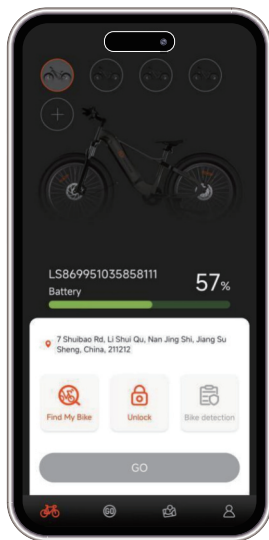 LS869951035858111
Battery
57%
7 Shuibao Rd, Li Shui Qu, Nan Jing Shi, Jiang Su
Sheng, China, 211212
Find My Bike
Unlock
Bike detection
GO
GO